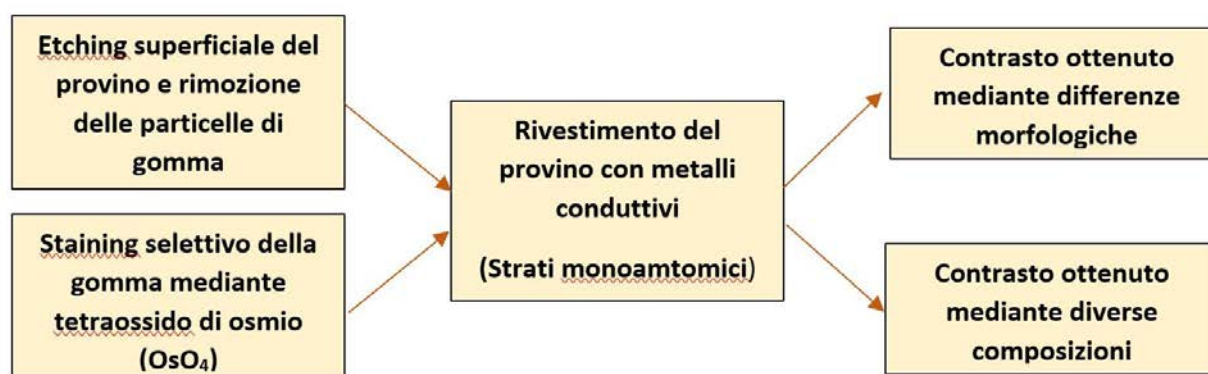 Etching superficiale del
provino e rimozione
delle particelle di
gomma
Staining selettivo della
gomma mediante
tetraossido di osmio
(OsO₄)
Rivestimento del
provino con metalli
conduttivi
(Strati monoamtomici)
Contrasto ottenuto
mediante differenze
morfologiche
Contrasto ottenuto
mediante diverse
composizioni